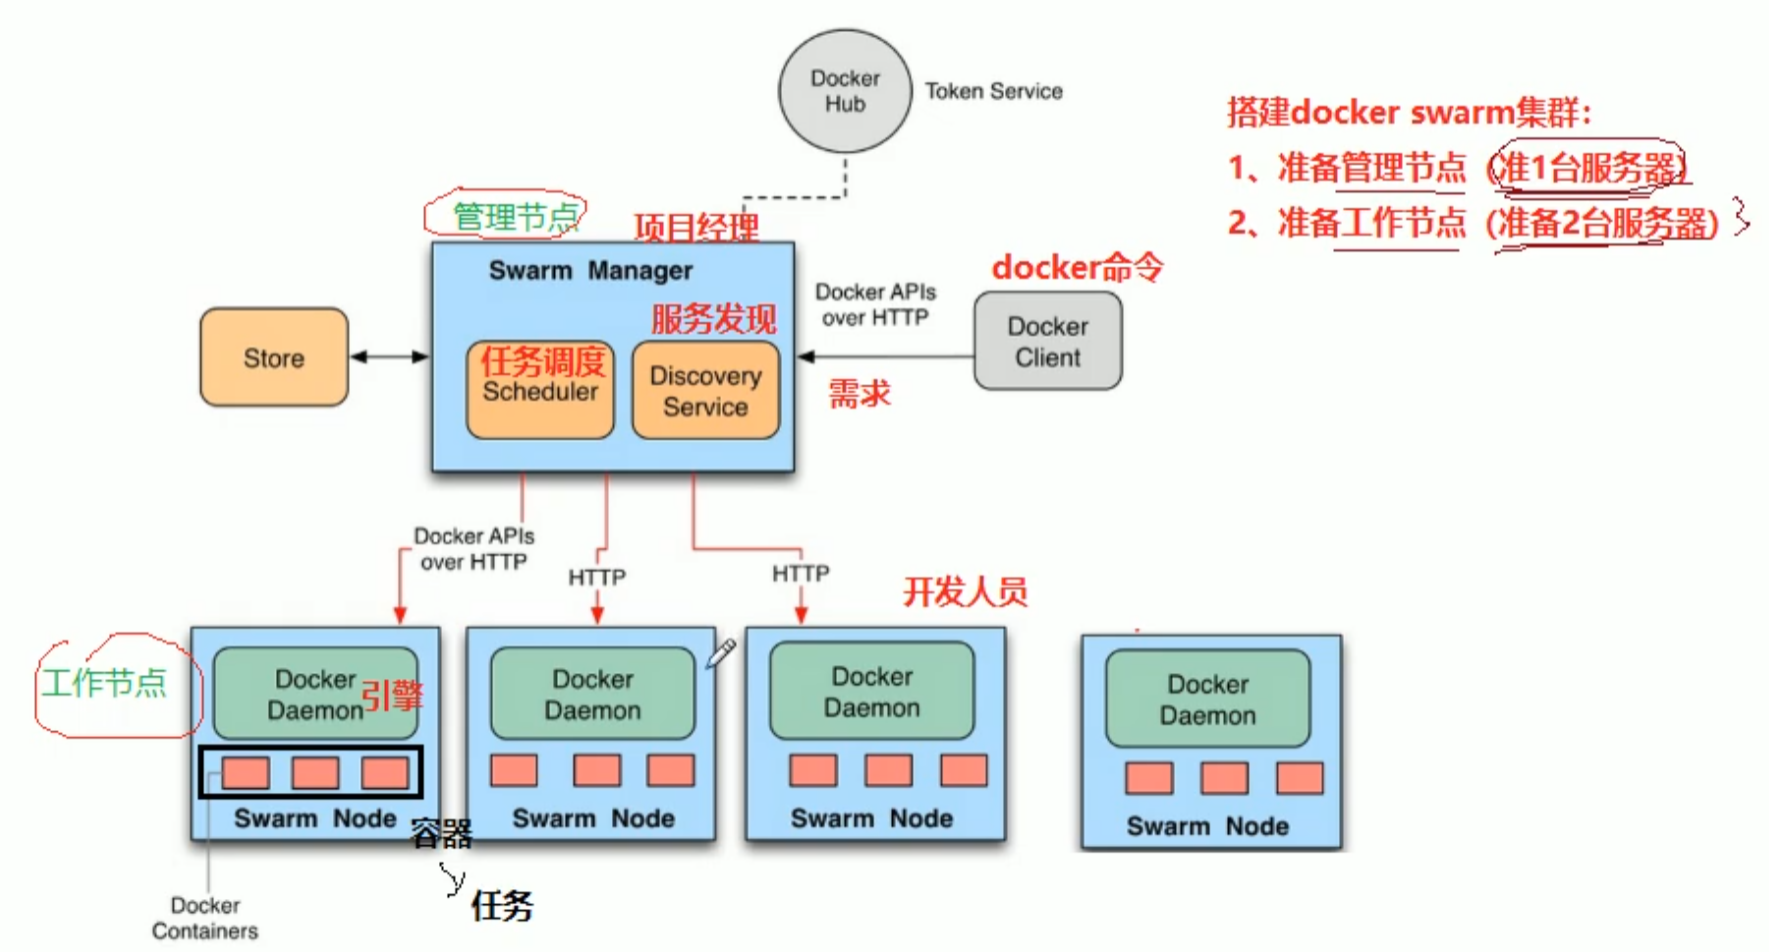 Docker
Hub
Token Service
搭建docker swarm集群:
1、准备管理节点（准1台服务器）
2、准备工作节点（准备2台服务器）
管理节点
项目经理
Swarm Manager
docker命令
Docker APIs
over HTTP
服务发现
Store
任务调度
Scheduler
Discovery
Service
Docker
Client
需求
Docker APIs
over HTTP
HTTP
HTTP
开发人员
工作节点
Docker
Daemon
引擎
Docker
Daemon
Docker
Daemon
Docker
Daemon
Swarm Node
Swarm Node
Swarm Node
Swarm Node
容器
任务
Docker
Containers